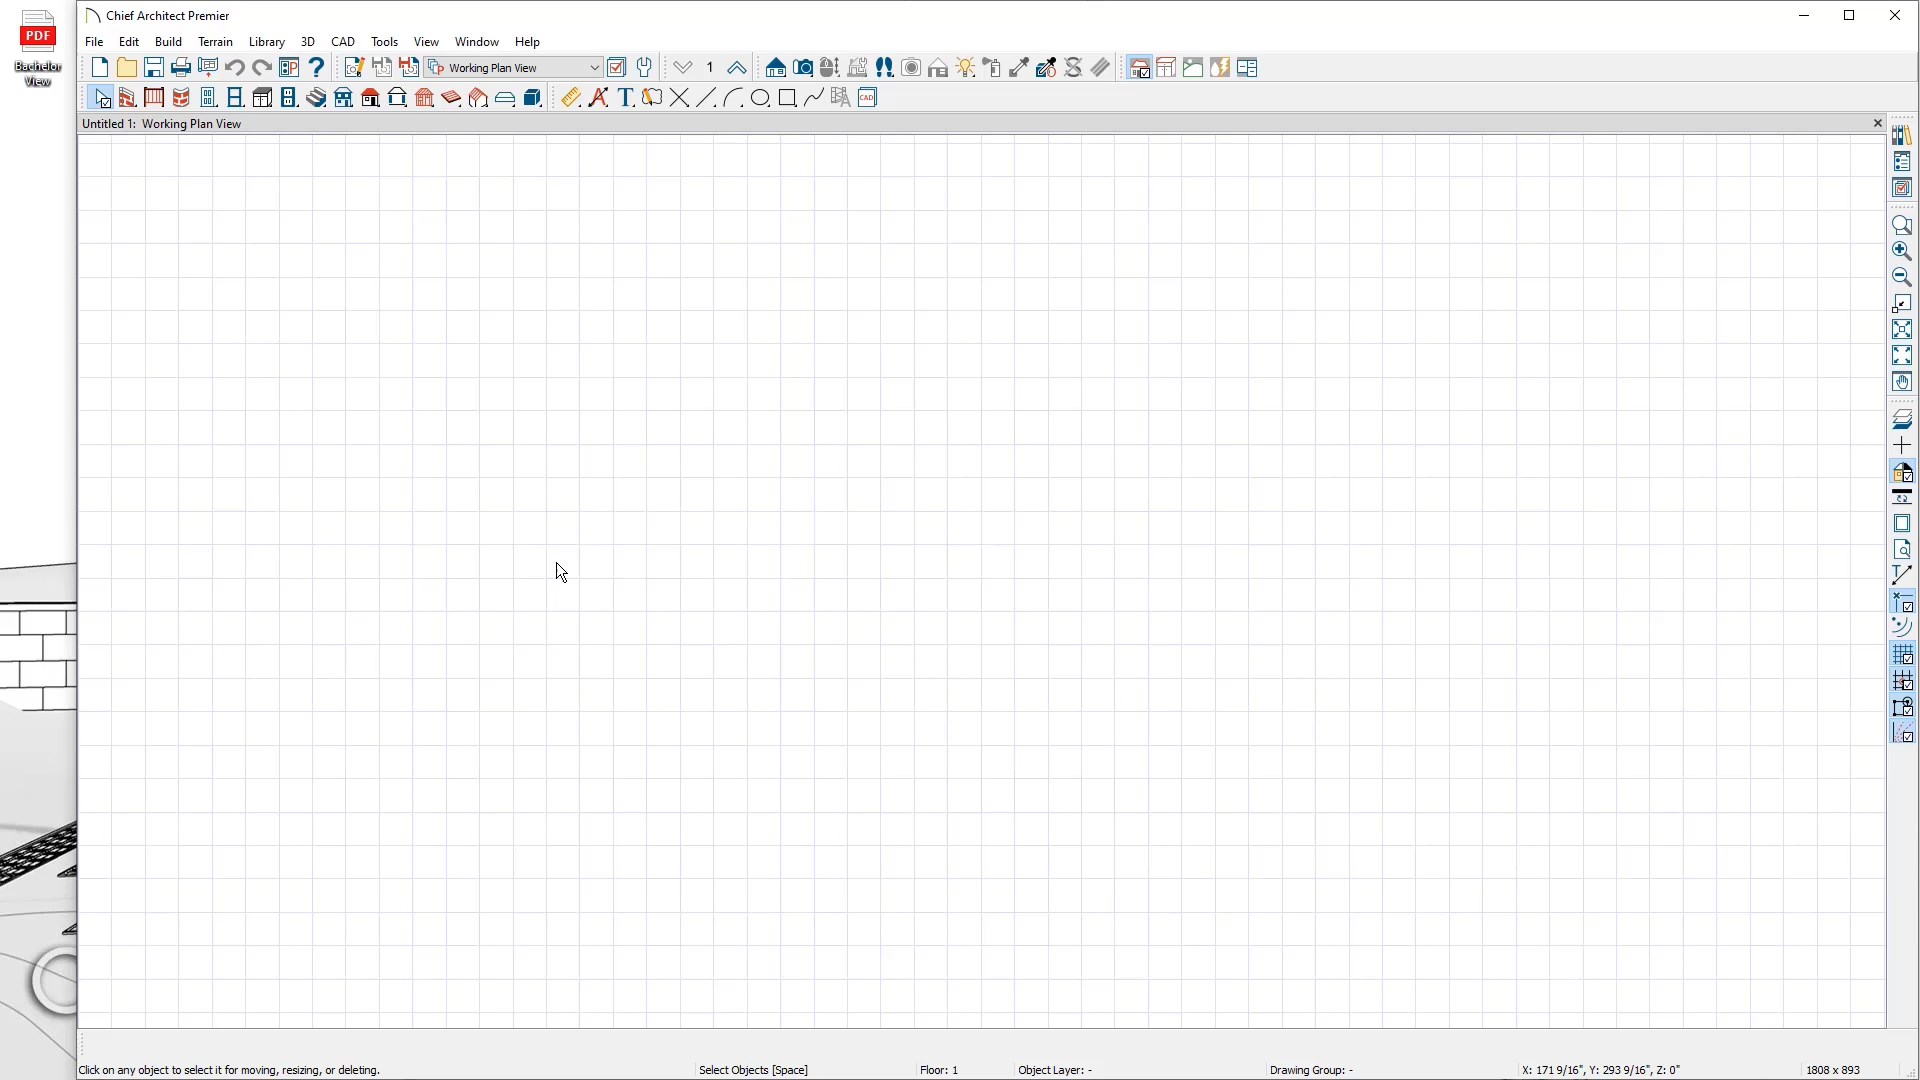 PDF
Bachelor
View
Chief Architect Premier
File Edit Build Terrain Library 3D CAD Tools View Window Help
Working Plan View
1
CAD
Untitled 1: Working Plan View
Click on any object to select it for moving, resizing, or deleting.
Select Objects [Space]
Floor: 1
Object Layer: -
Drawing Group: -
X: 171 9/16", Y: 293 9/16", Z: 0"
1808 x 893